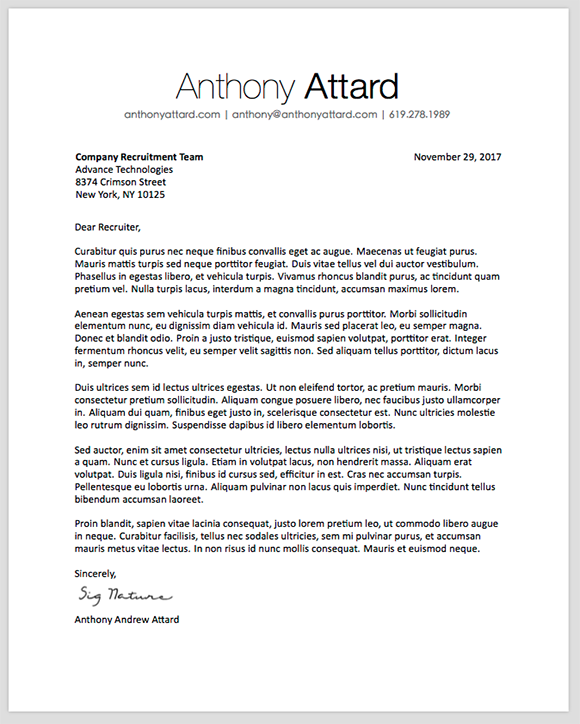 Anthony Attard
anthonyattard.com | anthony@anthonyattard.com | 619.278.1989
Company Recruitment Team November 29, 2017
Advance Technologies
8374 Crimson Street
New York, NY 10125
Dear Recruiter,
Curabitur quis purus nec neque finibus convallis eget ac augue. Maecenas ut feugiat purus.
Mauris mattis turpis sed neque porttitor feugiat. Duis vitae tellus vel dui auctor vestibulum.
Phasellus in egestas libero, et vehicula turpis. Vivamus rhoncus blandit purus, ac tincidunt quam
pretium vel. Nulla turpis lacus, interdum a magna tincidunt, accumsan maximus lorem.
Aenean egestas sem vehicula turpis mattis, et convallis purus porttitor. Morbi sollicitudin
elementum nunc, eu dignissim diam vehicula id. Mauris sed placerat leo, eu semper magna.
Donec et blandit odio. Proin a justo tristique, euismod sapien volutpat, porttitor erat. Integer
fermentum rhoncus velit, eu semper velit sagittis non. Sed aliquam tellus porttitor, dictum lacus
in, semper nunc.
Duis ultrices sem id lectus ultrices egestas. Ut non eleifend tortor, ac pretium mauris. Morbi
consectetur pretium sollicitudin. Aliquam congue posuere libero, nec faucibus justo ullamcorper
in. Aliquam dui quam, finibus eget justo in, scelerisque consectetur est. Nunc ultricies molestie
leo rutrum dignissim. Suspendisse dapibus id libero elementum lobortis.
Sed auctor, enim sit amet consectetur ultricies, lectus nulla ultrices nisi, ut tristique lectus sapien
a quam. Nunc et cursus ligula. Etiam in volutpat lacus, non hendrerit massa. Aliquam erat
volutpat. Duis ligula nisi, finibus id cursus sed, efficitur in est. Cras nec accumsan turpis.
Pellentesque eu lobortis urna. Aliquam pulvinar non lacus quis imperdiet. Nunc tincidunt tellus
bibendum accumsan laoreet.
Proin blandit, sapien vitae lacinia consequat, justo lorem pretium leo, ut commodo libero augue
in neque. Curabitur facilisis, tellus nec sodales ultricies, sem mi pulvinar purus, et accumsan
mauris metus vitae lectus. In non risus id nunc mollis consequat. Mauris et euismod neque.
Sincerely,
Sig Nature
Anthony Andrew Attard